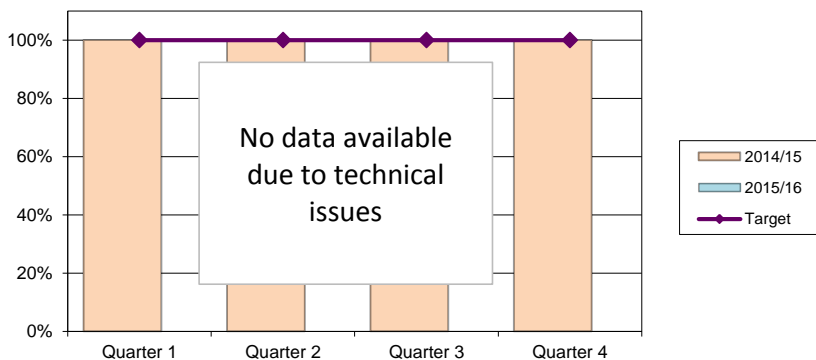 100%
80%
60%
40%
20%
0%
No data available
due to technical
issues
Quarter 1
Quarter 2
Quarter 3
Quarter 4
2014/15
2015/16
Target